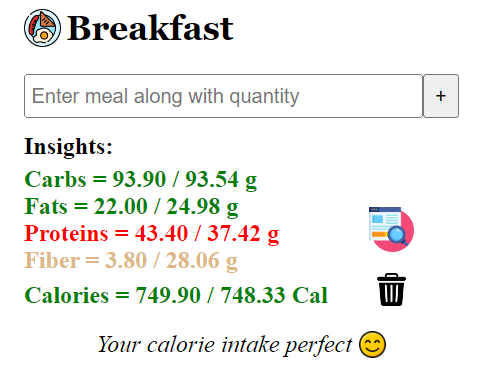 Breakfast
Enter meal along with quantity +
Insights:
Carbs = 93.90 / 93.54 g
Fats = 22.00 / 24.98 g
Proteins = 43.40 / 37.42 g
Fiber = 3.80 / 28.06 g
Calories = 749.90 / 748.33 Cal
Your calorie intake perfect 😊